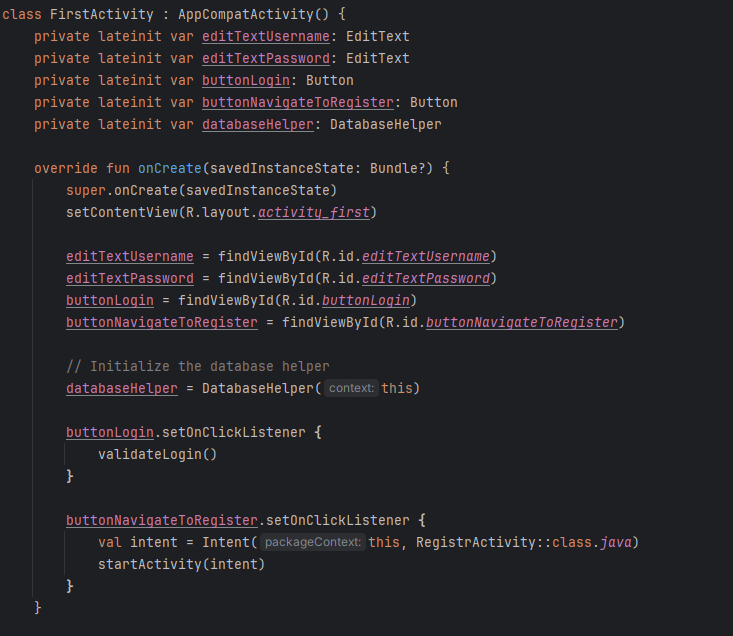 class FirstActivity : AppCompatActivity() {
    private lateinit var editTextUsername: EditText
    private lateinit var editTextPassword: EditText
    private lateinit var buttonLogin: Button
    private lateinit var buttonNavigateToRegister: Button
    private lateinit var databaseHelper: DatabaseHelper

    override fun onCreate(savedInstanceState: Bundle?) {
        super.onCreate(savedInstanceState)
        setContentView(R.layout.activity_first)

        editTextUsername = findViewById(R.id.editTextUsername)
        editTextPassword = findViewById(R.id.editTextPassword)
        buttonLogin = findViewById(R.id.buttonLogin)
        buttonNavigateToRegister = findViewById(R.id.buttonNavigateToRegister)

        // Initialize the database helper
        databaseHelper = DatabaseHelper( context: this)

        buttonLogin.setOnClickListener {
            validateLogin()
        }

        buttonNavigateToRegister.setOnClickListener {
            val intent = Intent( packageContext: this, RegistrActivity::class.java)
            startActivity(intent)
        }
    }